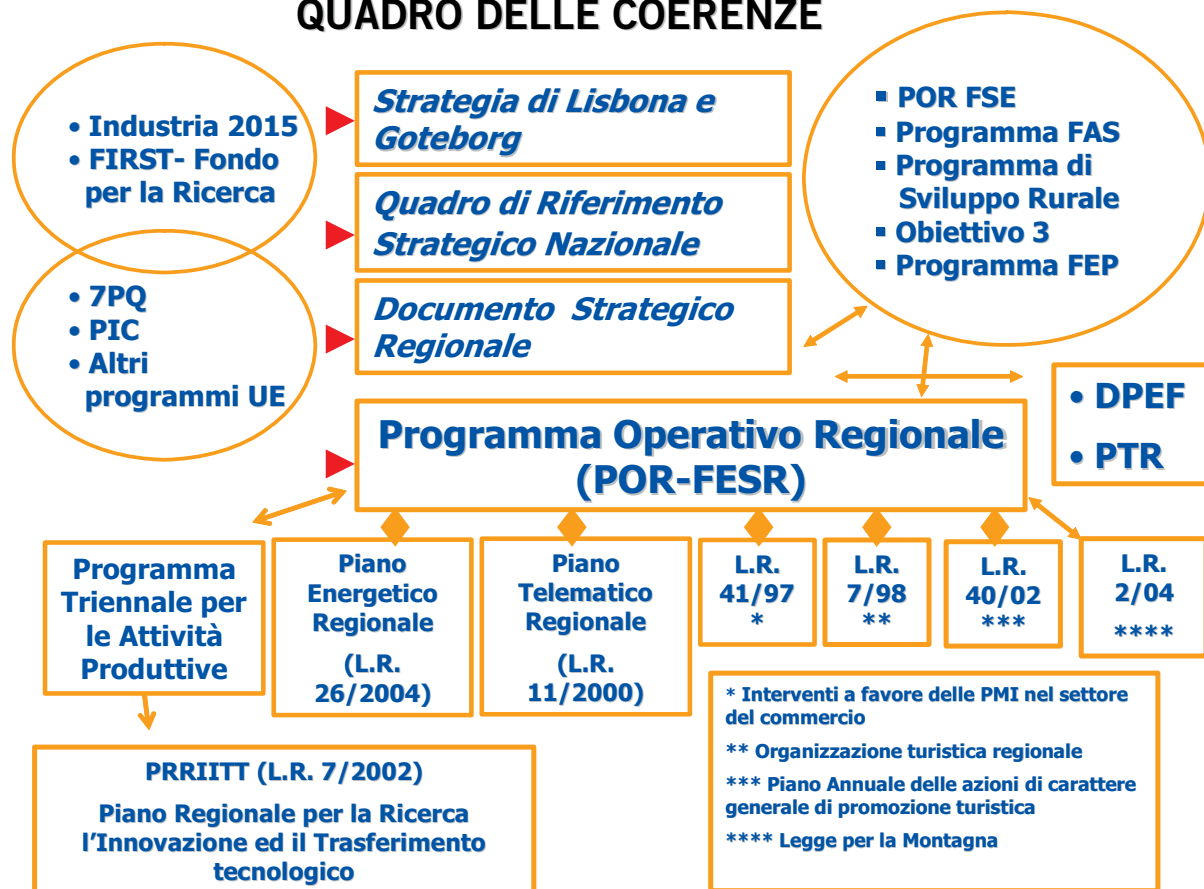 QUADRO DELLE COERENZE
• Industria 2015
• FIRST- Fondo
per la Ricerca
• 7PQ
• PIC
• Altri
programmi UE
Strategia di Lisbona e
Goteborg
Quadro di Riferimento
Strategico Nazionale
Documento Strategico
Regionale
▪ POR FSE
▪ Programma FAS
▪ Programma di
Sviluppo Rurale
▪ Obiettivo 3
▪ Programma FEP
• DPEF
• PTR
Programma Operativo Regionale
(POR-FESR)
Programma
Triennale per
le Attività
Produttive
Piano
Energetico
Regionale
(L.R.
26/2004)
Piano
Telematico
Regionale
(L.R.
11/2000)
L.R.
41/97
*
L.R.
7/98
**
L.R.
40/02
***
L.R.
2/04
****
PRRIITT (L.R. 7/2002)
Piano Regionale per la Ricerca
l’Innovazione ed il Trasferimento
tecnologico
* Interventi a favore delle PMI nel settore
del commercio
** Organizzazione turistica regionale
*** Piano Annuale delle azioni di carattere
generale di promozione turistica
**** Legge per la Montagna